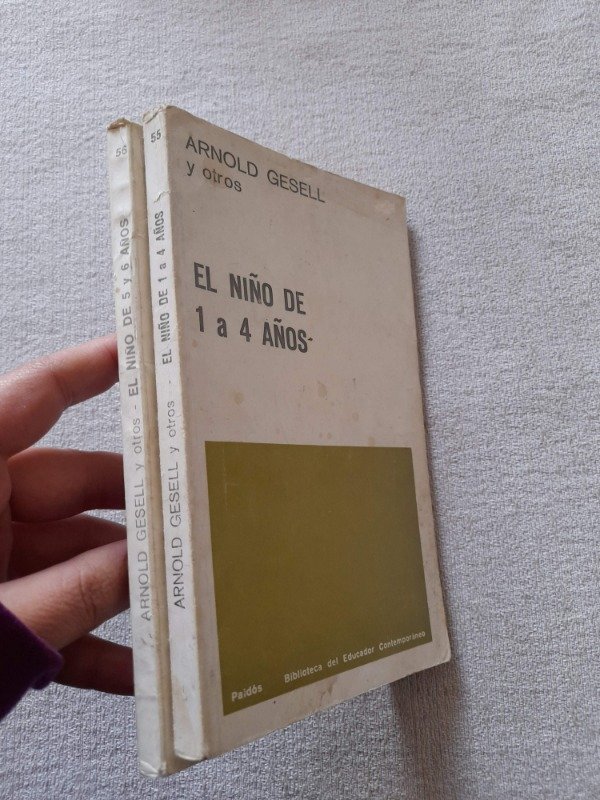 56
ARNOLD GESELL y otros - EL NIÑO DE 5 y 6 AÑOS
55
ARNOLD GESELL y otros - EL NIÑO DE 1 a 4 AÑOS
ARNOLD GESELL
y otros
EL NIÑO DE
1 a 4 AÑOS
Paidós Biblioteca del Educador Contemporáneo